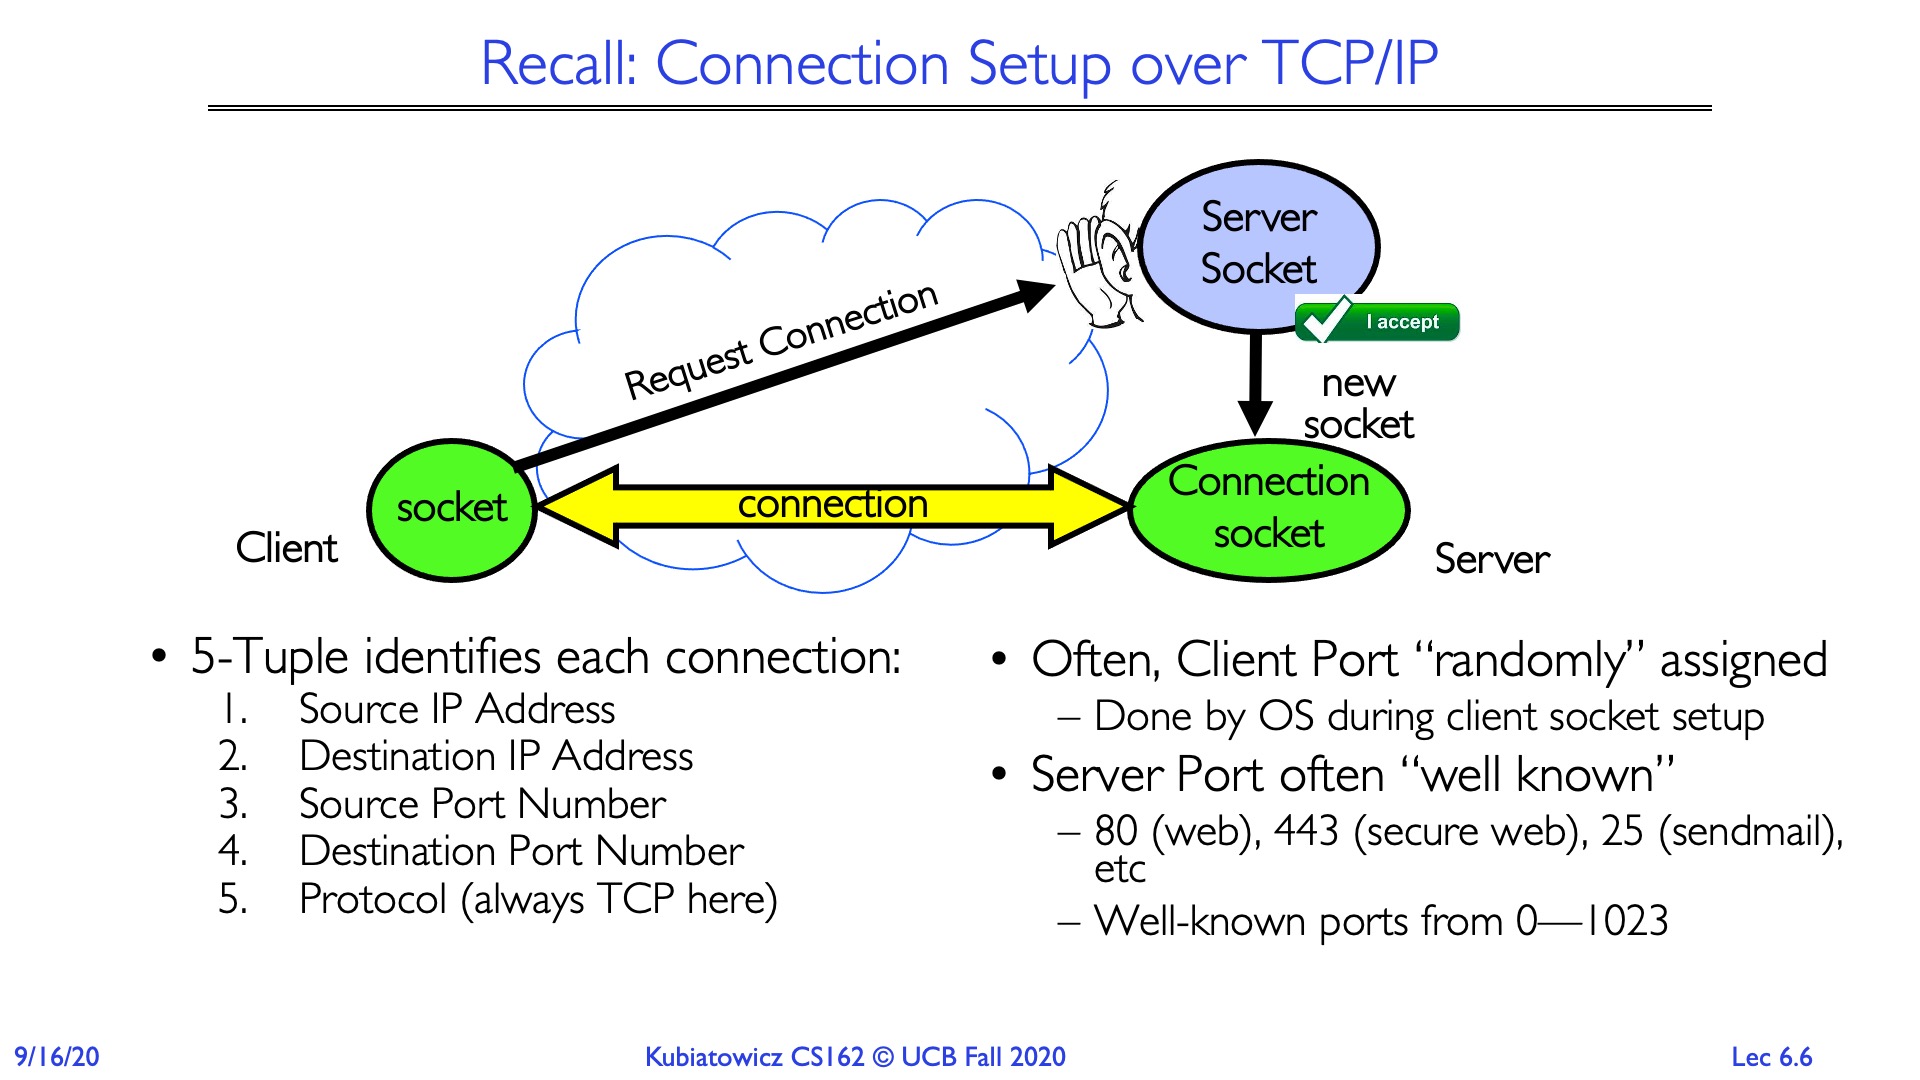 Recall: Connection Setup over TCP/IP
Server
Socket
I accept
Request Connection
new
socket
socket
connection
Connection
socket
Client
Server
• 5-Tuple identifies each connection:
1. Source IP Address
2. Destination IP Address
3. Source Port Number
4. Destination Port Number
5. Protocol (always TCP here)
• Often, Client Port “randomly” assigned
– Done by OS during client socket setup
• Server Port often “well known”
– 80 (web), 443 (secure web), 25 (sendmail),
etc
– Well-known ports from 0—1023
9/16/20
Kubiatowicz CS162 © UCB Fall 2020
Lec 6.6